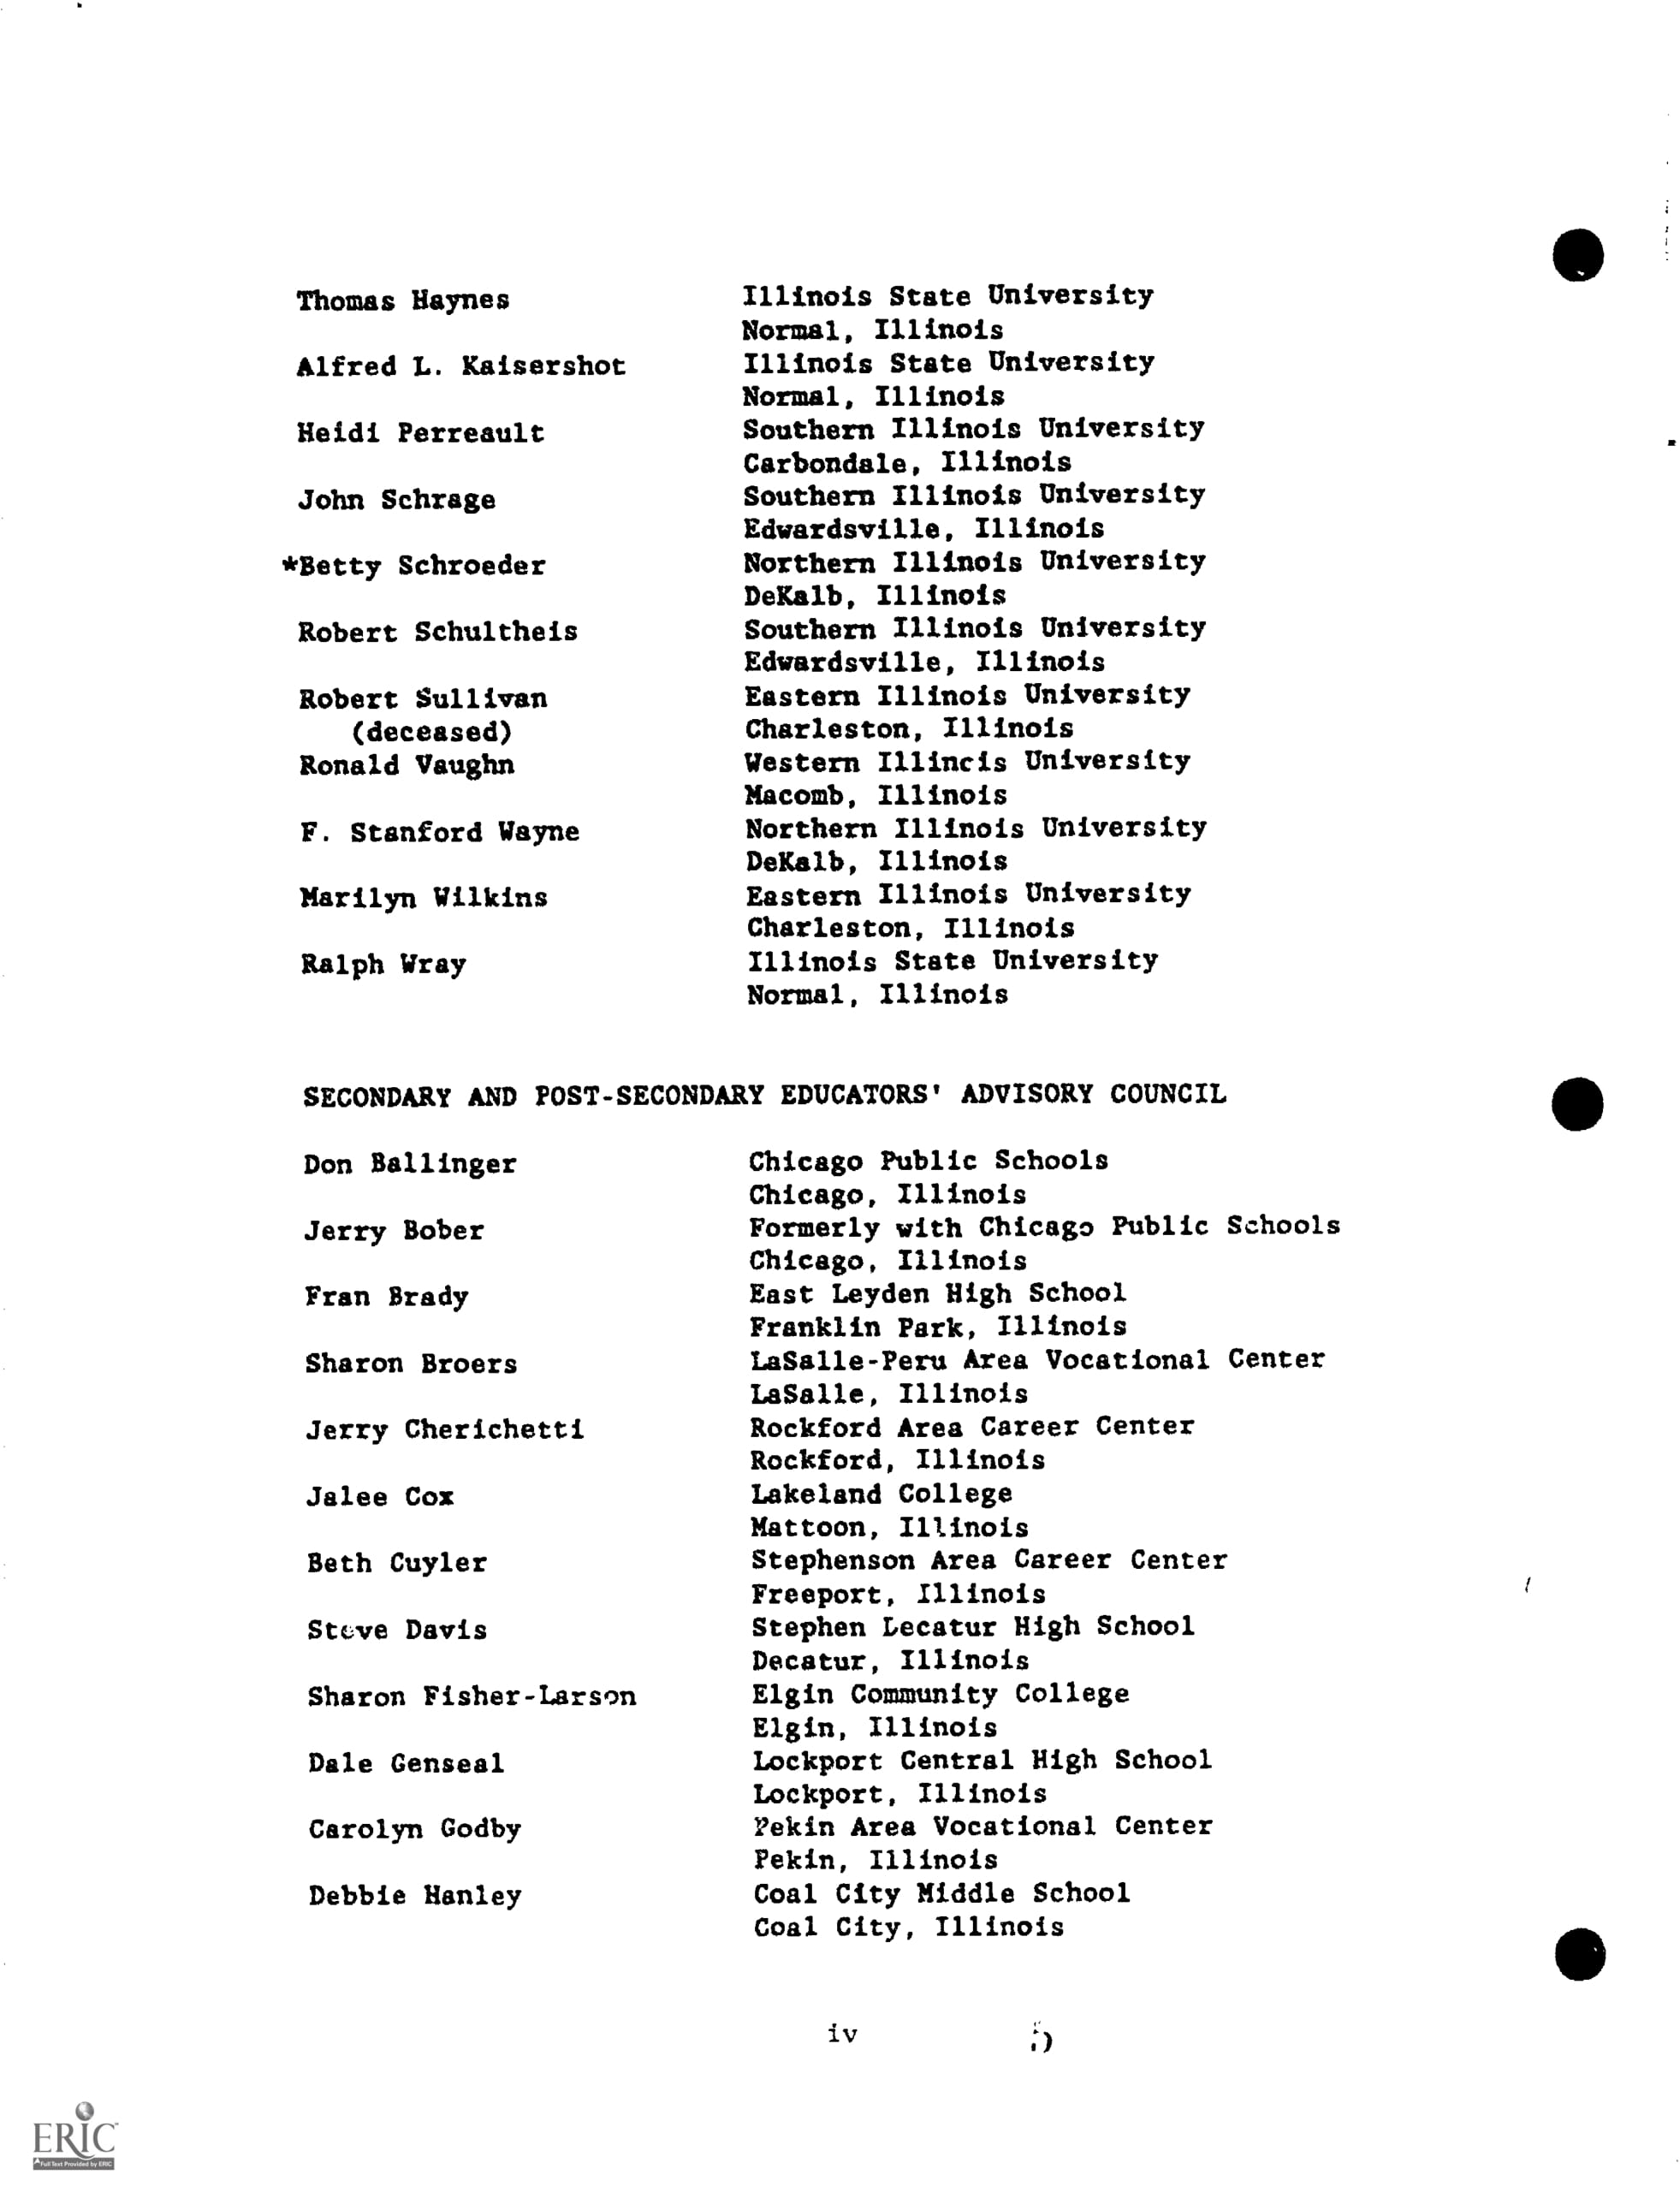 Thomas Haynes Illinois State University
Normal, Illinois
Alfred L. Kaisershot Illinois State University
Normal, Illinois
Heidi Perreault Southern Illinois University
Carbondale, Illinois
John Schrage Southern Illinois University
Edwardsville, Illinois
*Betty Schroeder Northern Illinois University
DeKalb, Illinois
Robert Schultheis Southern Illinois University
Edwardsville, Illinois
Robert Sullivan Eastern Illinois University
(deceased) Charleston, Illinois
Ronald Vaughn Western Illincis University
Macomb, Illinois
F. Stanford Wayne Northern Illinois University
DeKalb, Illinois
Marilyn Wilkins Eastern Illinois University
Charleston, Illinois
Ralph Wray Illinois State University
Normal, Illinois
SECONDARY AND POST-SECONDARY EDUCATORS' ADVISORY COUNCIL
Don Ballinger Chicago Public Schools
Chicago, Illinois
Jerry Bober Formerly with Chicago Public Schools
Chicago, Illinois
Fran Brady East Leyden High School
Franklin Park, Illinois
Sharon Broers LaSalle-Peru Area Vocational Center
LaSalle, Illinois
Jerry Cherichetti Rockford Area Career Center
Rockford, Illinois
Jalee Cox Lakeland College
Mattoon, Illinois
Beth Cuyler Stephenson Area Career Center
Freeport, Illinois
Steve Davis Stephen Lecatur High School
Decatur, Illinois
Sharon Fisher-Larson Elgin Community College
Elgin, Illinois
Dale Genseal Lockport Central High School
Lockport, Illinois
Carolyn Godby Pekin Area Vocational Center
Pekin, Illinois
Debbie Hanley Coal City Middle School
Coal City, Illinois
iv
ERIC
Full Text Provided by ERIC